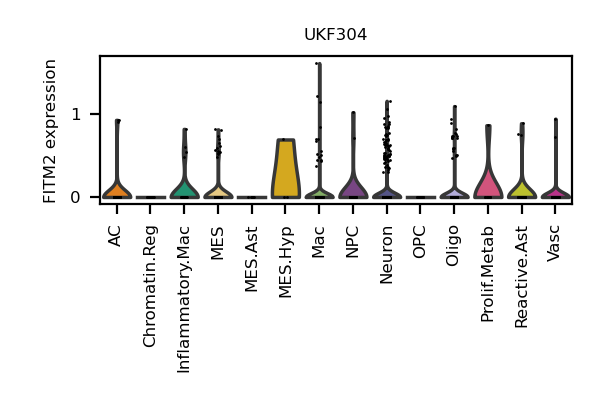 UKF304
FITM2 expression
1
0
AC
Chromatin.Reg
Inflammatory.Mac
MES
MES.Ast
MES.Hyp
Mac
NPC
Neuron
OPC
Oligo
Prolif.Metab
Reactive.Ast
Vasc